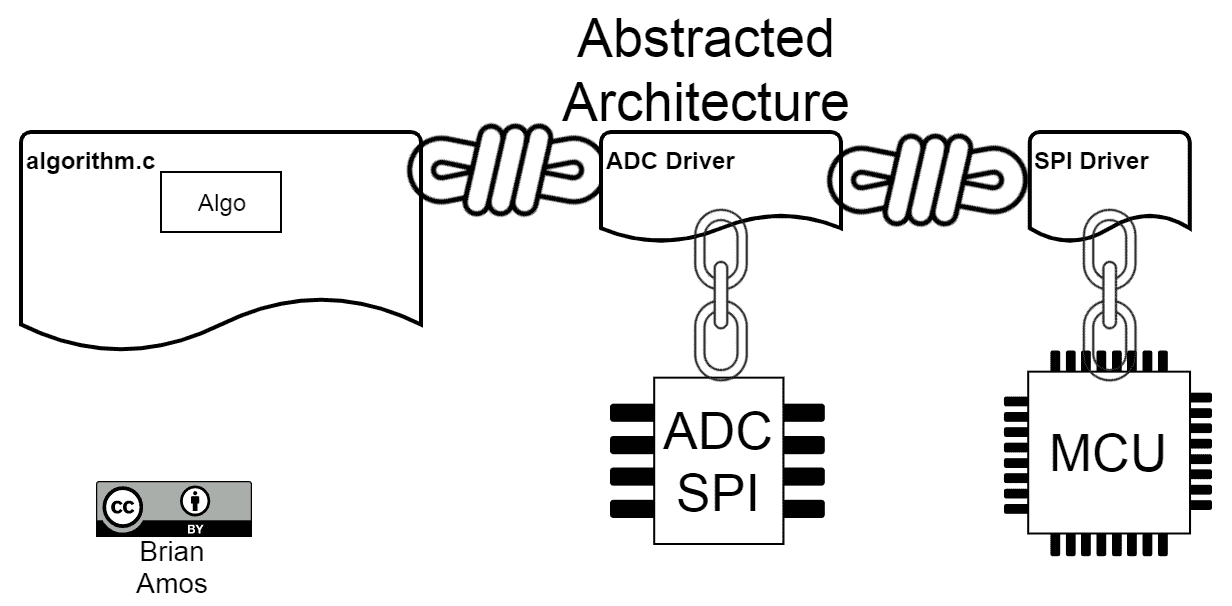 Abstracted
Architecture
algorithm.c
Algo
ADC Driver
SPI Driver
ADC
SPI
MCU
cc
BY
Brian
Amos